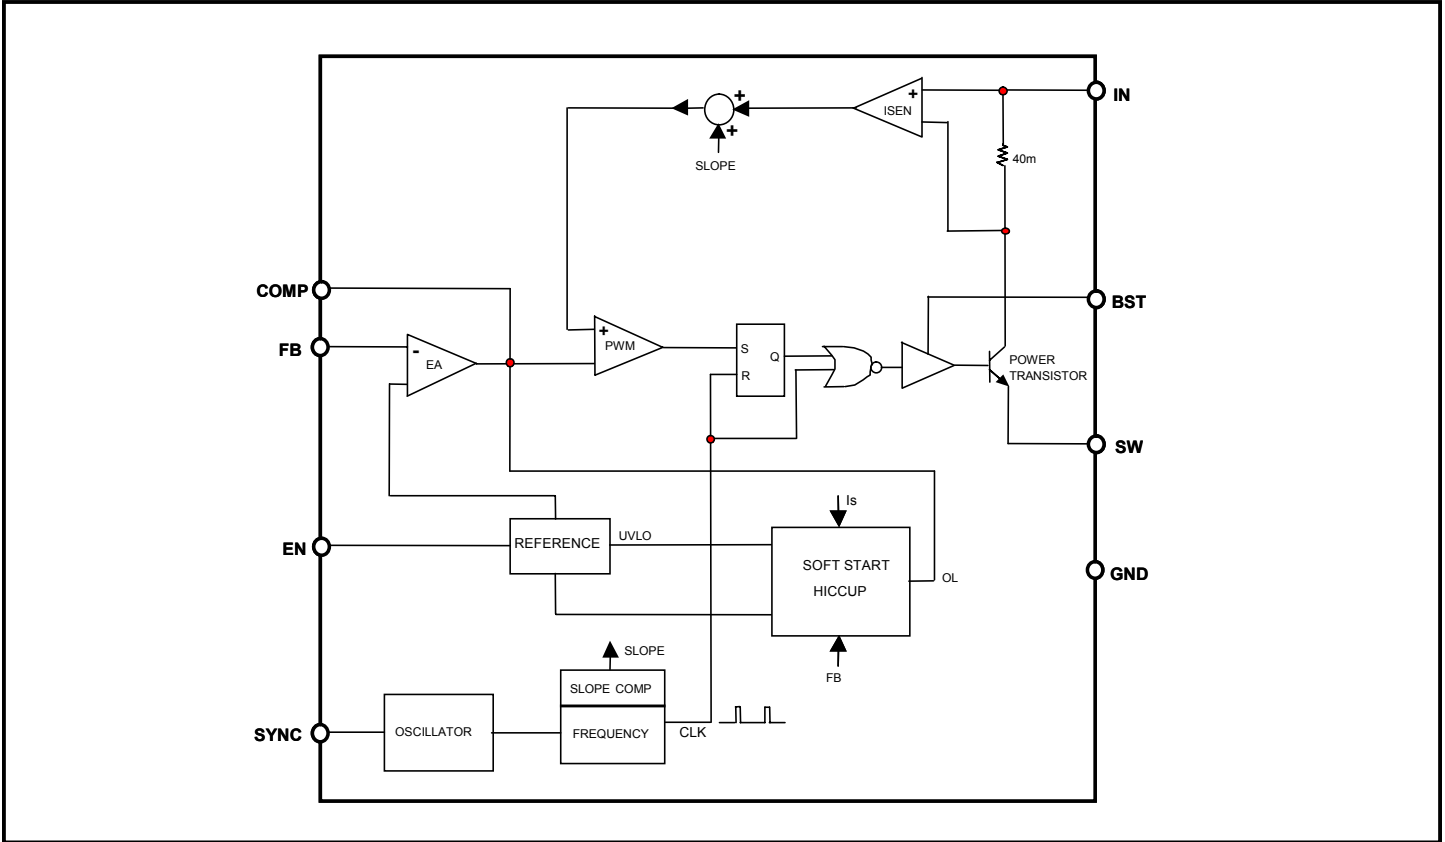 IN
+
ISEN
+
+
SLOPE
40m
COMP
BST
FB
-
EA
+
PWM
S
Q
R
POWER
TRANSISTOR
SW
Is
EN
REFERENCE
UVLO
SOFT START
HICCUP
OL
GND
SLOPE
FB
SLOPE COMP
SYNC
OSCILLATOR
FREQUENCY
CLK